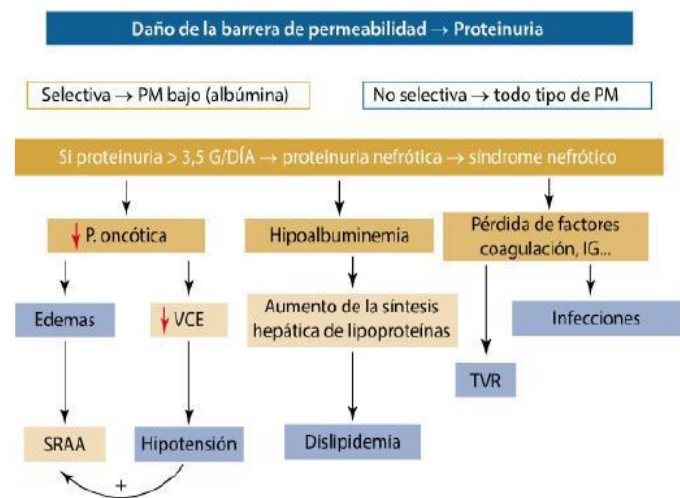 Daño de la barrera de permeabilidad → Proteinuria
Selectiva → PM bajo (albúmina)
No selectiva → todo tipo de PM
Si proteinuria > 3,5 G/DÍA → proteinuria nefrótica → síndrome nefrótico
↓ P. oncótica
Hipoalbuminemia
Pérdida de factores
coagulación, IG...
Edemas
↓ VCE
Aumento de la síntesis
hepática de lipoproteínas
Infecciones
TVR
SRAA
Hipotensión
Dislipidemia
+